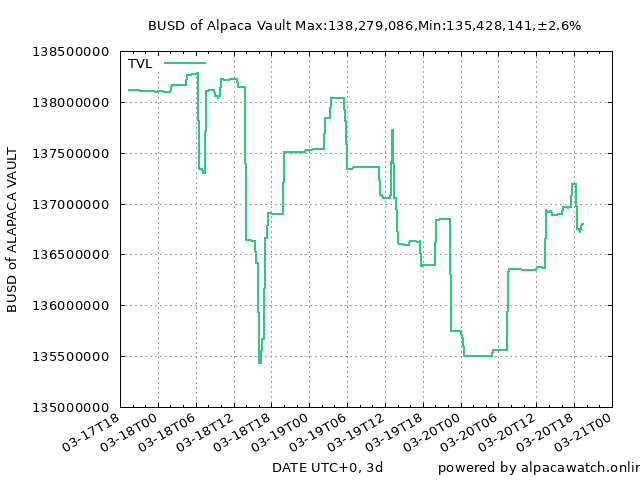 BUSD of Alpaca Vault Max:138,279,086,Min:135,428,141,±2.6%
TVL
138500000
138000000
137500000
137000000
136500000
136000000
135500000
135000000
BUSD of ALAPACA VAULT
03-17T18
03-18T00
03-18T06
03-18T12
03-18T18
03-19T00
03-19T06
03-19T12
03-19T18
03-20T00
03-20T06
03-20T12
03-20T18
03-21T00
DATE UTC+0, 3d
powered by alpacawatch.onlin